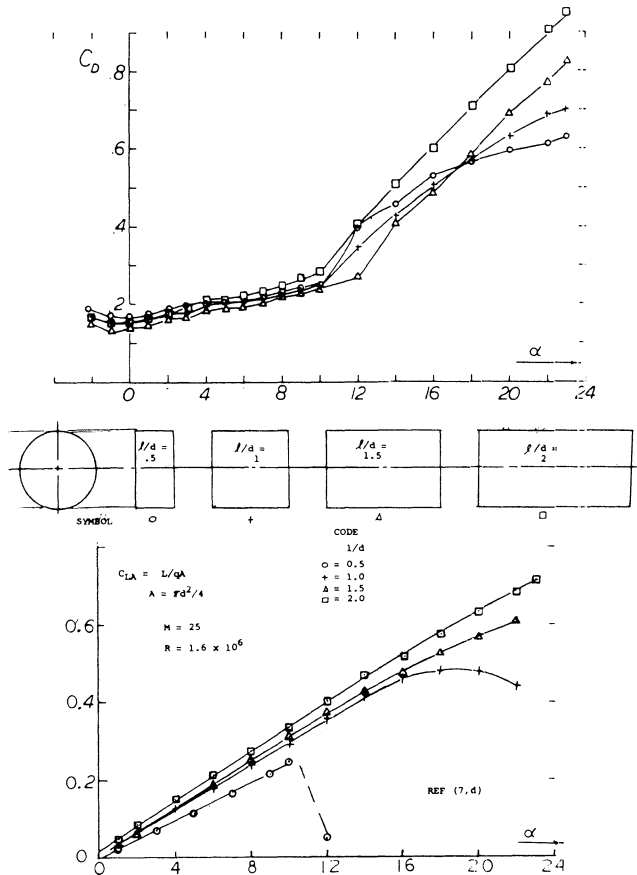 C_D
.8
.6
.4
.2
α
0 4 8 12 16 20 24
l/d = .5
l/d = 1
l/d = 1.5
l/d = 2
SYMBOL ○ + △ □
CODE
l/d
○ = 0.5
+ = 1.0
△ = 1.5
□ = 2.0
C_LA = L/qA
A = πd²/4
M = 25
R = 1.6 x 10⁶
0.6
0.4
0.2
0
REF (7,d)
α
0 4 8 12 16 20 24